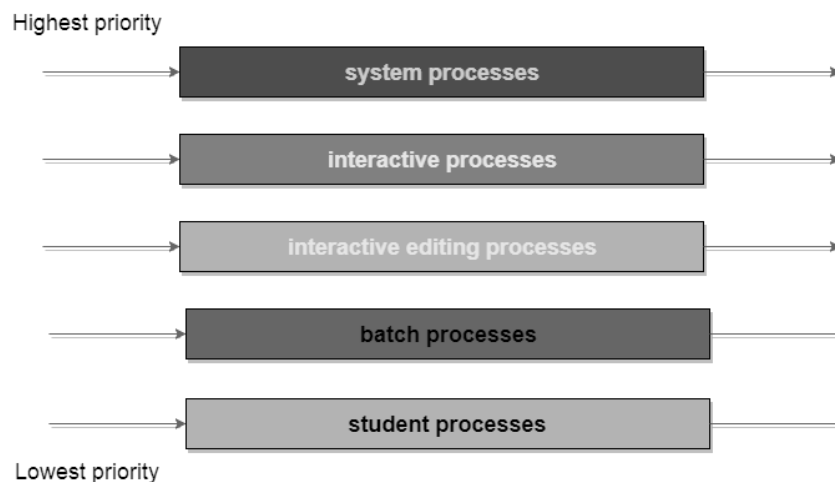 Highest priority
system processes
interactive processes
interactive editing processes
batch processes
student processes
Lowest priority